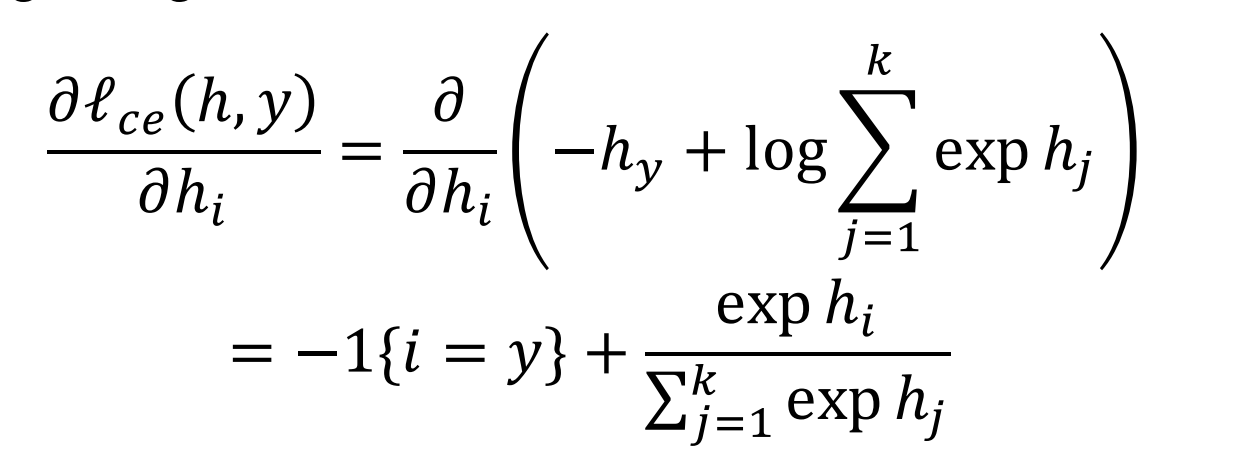 ∂ℓ_ce(h, y)/∂h_i = ∂/∂h_i (−h_y + log ∑_{j=1}^{k} exp h_j)
= −1{i = y} + exp h_i / ∑_{j=1}^{k} exp h_j